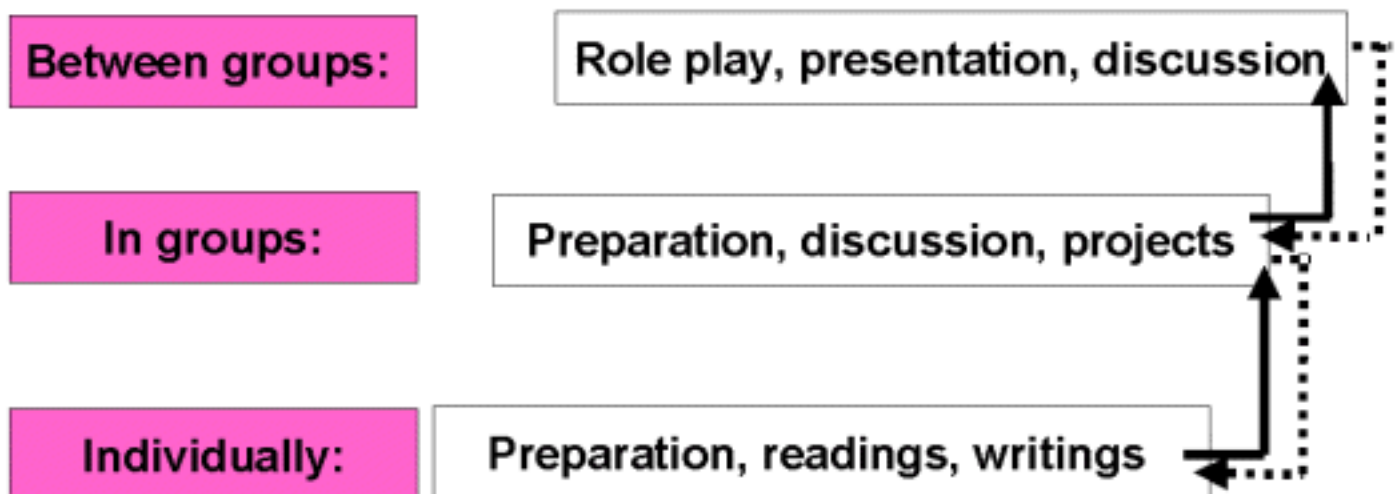 Between groups:
Role play, presentation, discussion
In groups:
Preparation, discussion, projects
Individually:
Preparation, readings, writings